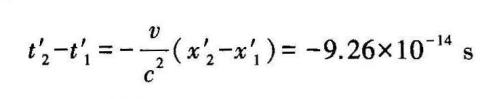 t′₂−t′₁ = −v/c²(x′₂−x′₁) = −9.26×10⁻¹⁴ s